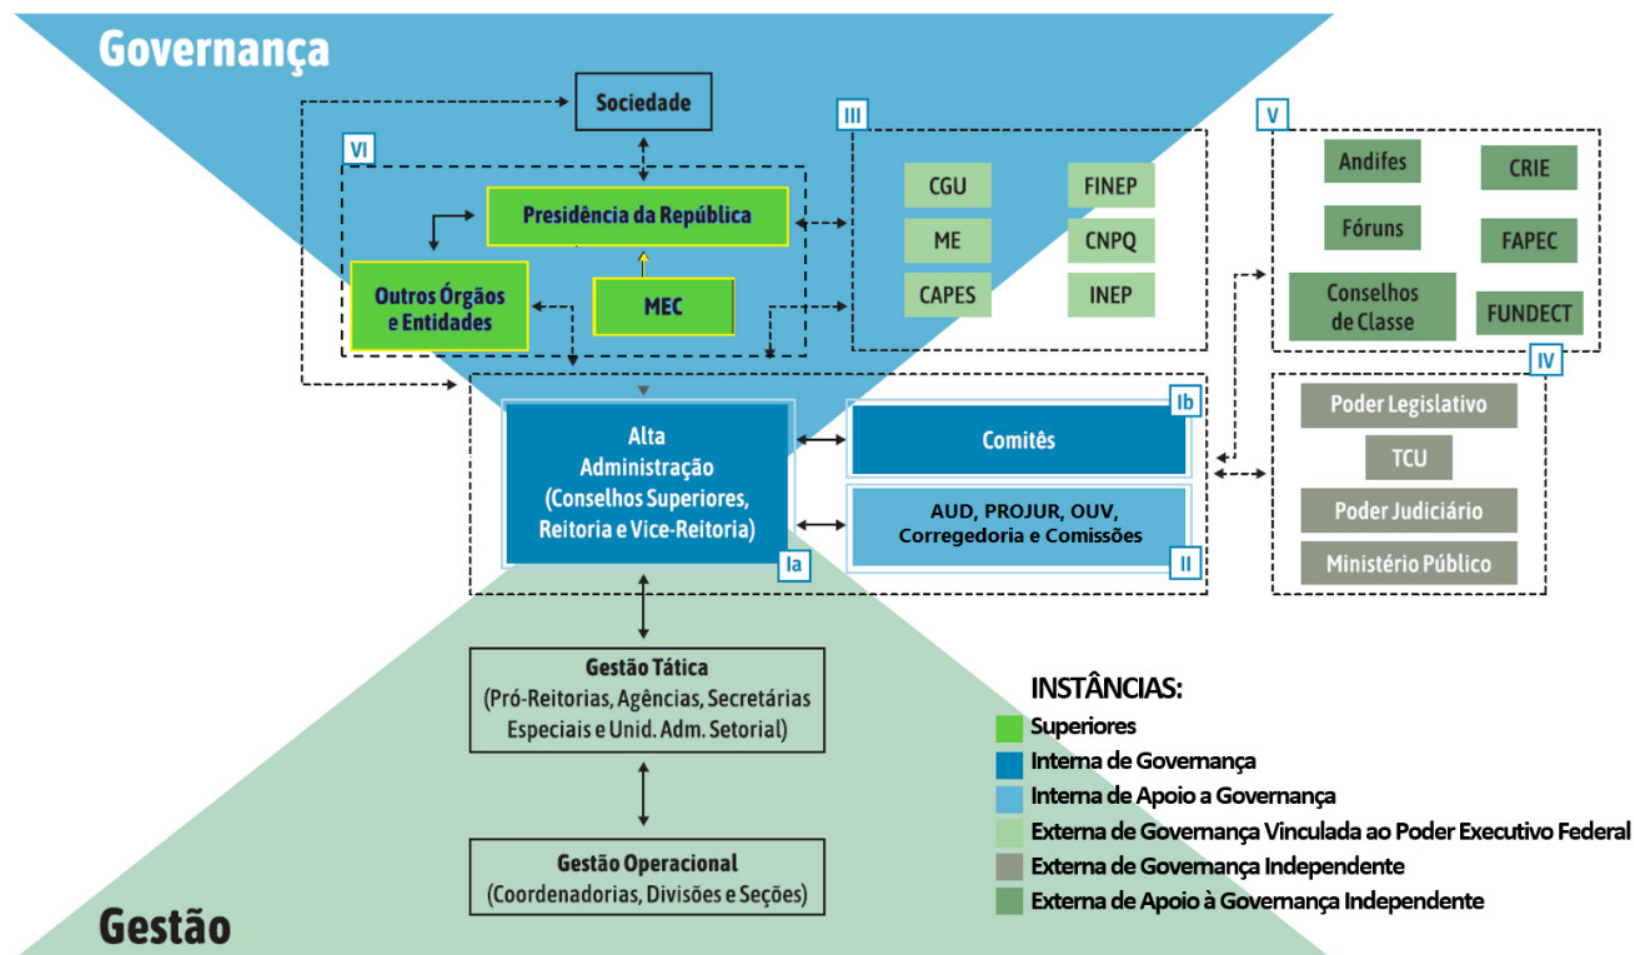 Governança
Sociedade
VI
Presidência da República
Outros Órgãos
e Entidades
MEC
III
CGU
FINEP
ME
CNPQ
CAPES
INEP
V
Andifes
CRIE
Fóruns
FAPEC
Conselhos
de Classe
FUNDECT
IV
Poder Legislativo
TCU
Poder Judiciário
Ministério Público
Alta
Administração
(Conselhos Superiores,
Reitoria e Vice-Reitoria)
Ia
Ib
Comitês
AUD, PROJUR, OUV,
Corregedoria e Comissões
II
Gestão Tática
(Pró-Reitorias, Agências, Secretárias
Especiais e Unid. Adm. Setorial)
Gestão Operacional
(Coordenadorias, Divisões e Seções)
Gestão
INSTÂNCIAS:
Superiores
Interna de Governança
Interna de Apoio a Governança
Externa de Governança Vinculada ao Poder Executivo Federal
Externa de Governança Independente
Externa de Apoio à Governança Independente